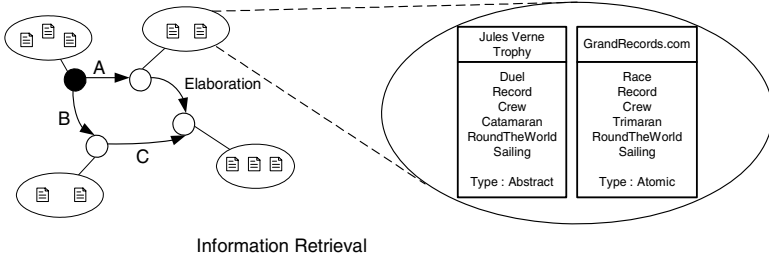 A
Elaboration
B
C
Jules Verne
Trophy
Duel
Record
Crew
Catamaran
RoundTheWorld
Sailing
Type : Abstract
GrandRecords.com
Race
Record
Crew
Trimaran
RoundTheWorld
Sailing
Type : Atomic
Information Retrieval